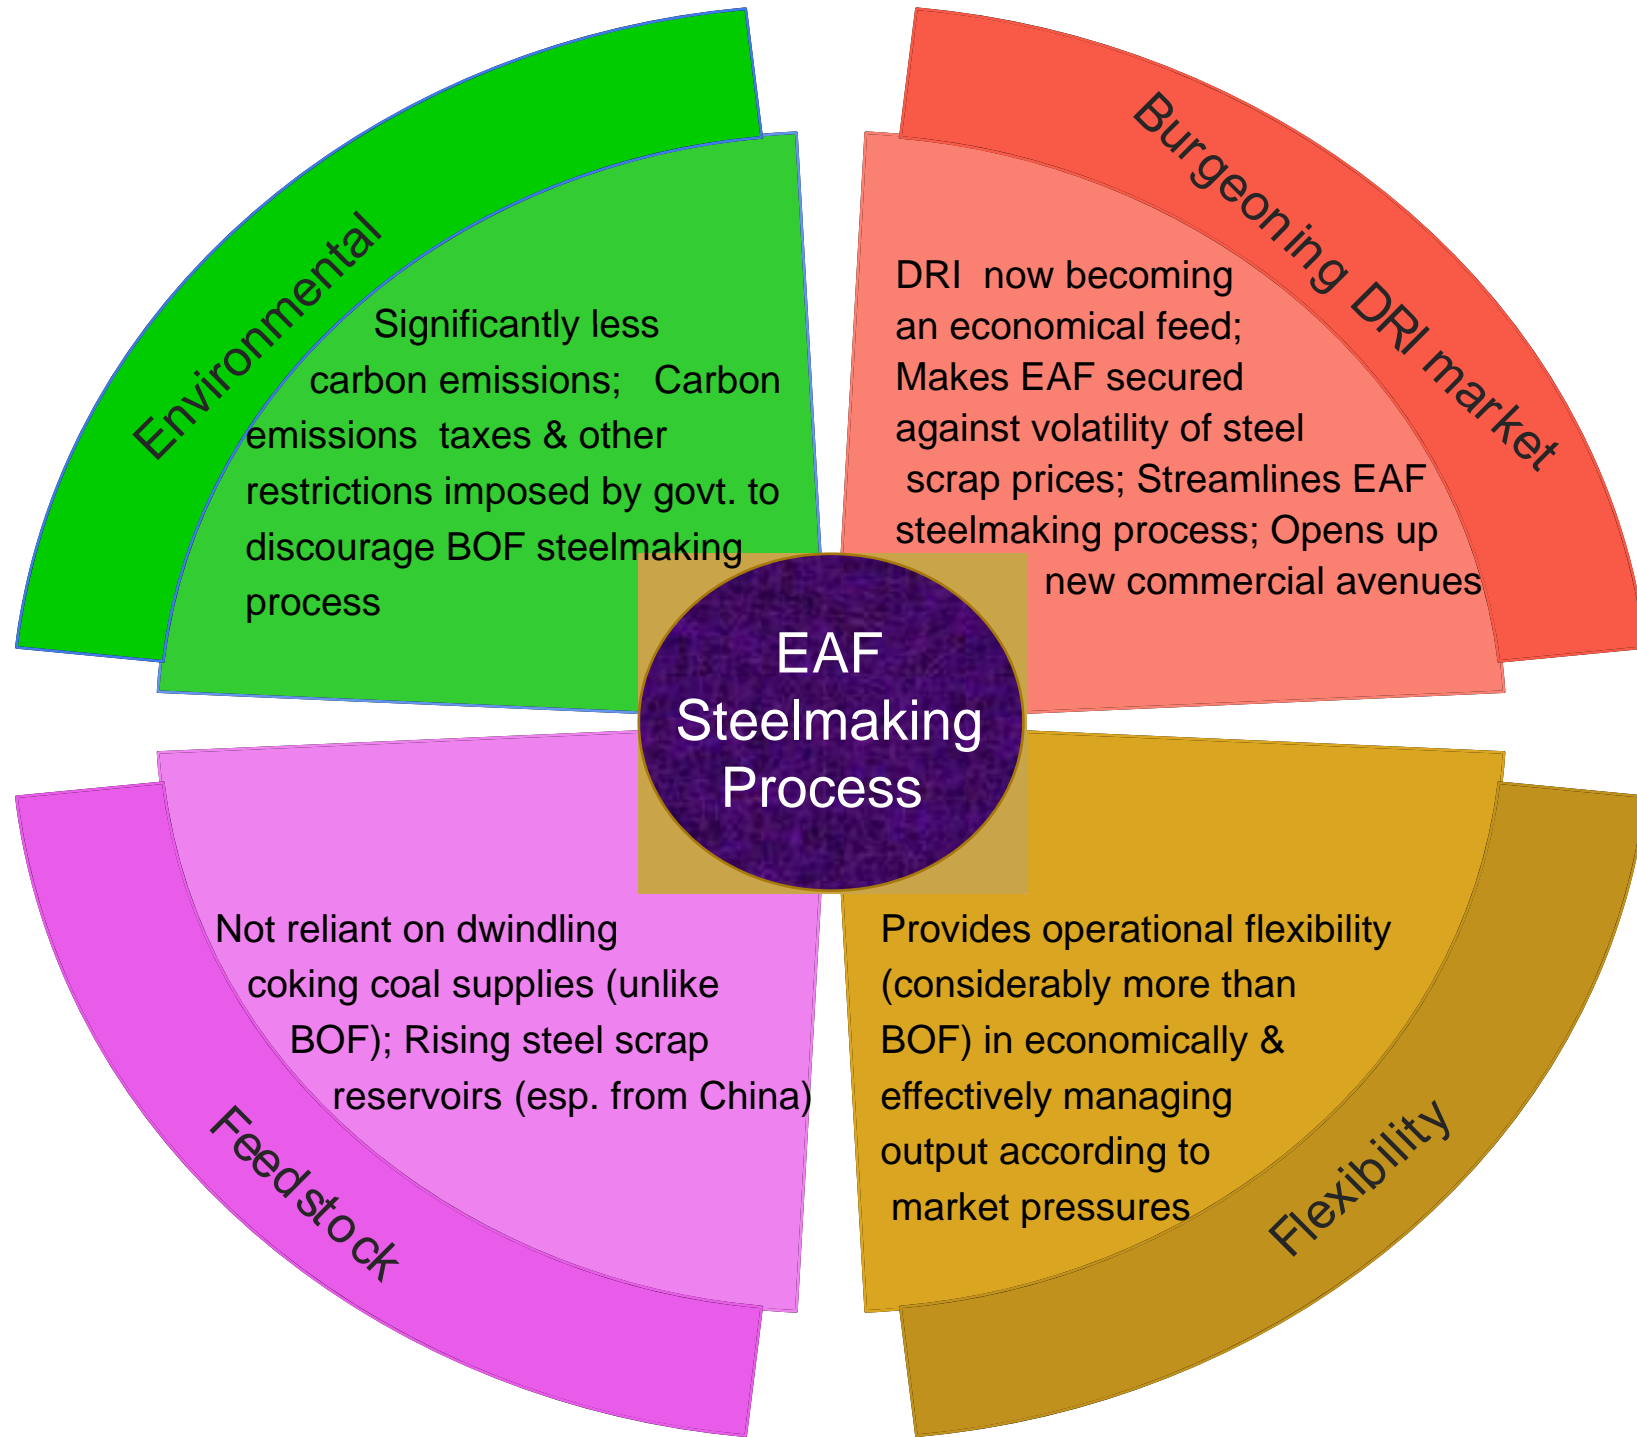 Environmental
Significantly less
carbon emissions; Carbon
emissions taxes & other
restrictions imposed by govt. to
discourage BOF steelmaking
process
Burgeoning DRI market
DRI now becoming
an economical feed;
Makes EAF secured
against volatility of steel
scrap prices; Streamlines EAF
steelmaking process; Opens up
new commercial avenues
EAF
Steelmaking
Process
Feedstock
Not reliant on dwindling
coking coal supplies (unlike
BOF); Rising steel scrap
reservoirs (esp. from China)
Flexibility
Provides operational flexibility
(considerably more than
BOF) in economically &
effectively managing
output according to
market pressures